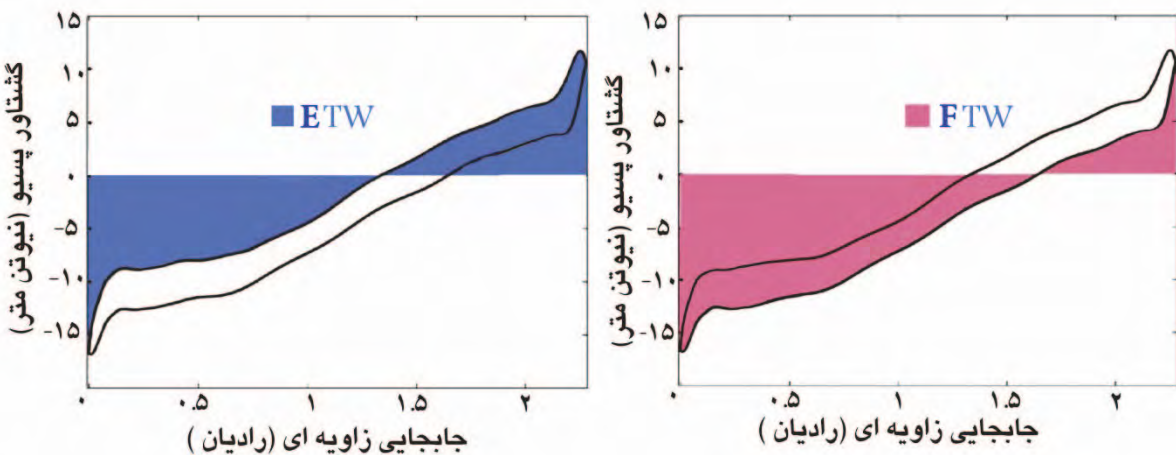 ۱۵
۱۰
۵
۰
-۵
-۱۰
-۱۵
گشتاور پسیو (نیوتن متر)
ETW
۰ ۰.۵ ۱ ۱.۵ ۲
جابجایی زاویه ای (رادیان )
۱۵
۱۰
۵
۰
-۵
-۱۰
-۱۵
گشتاور پسیو (نیوتن متر)
FTW
۰ ۰.۵ ۱ ۱.۵ ۲
جابجایی زاویه ای (رادیان )